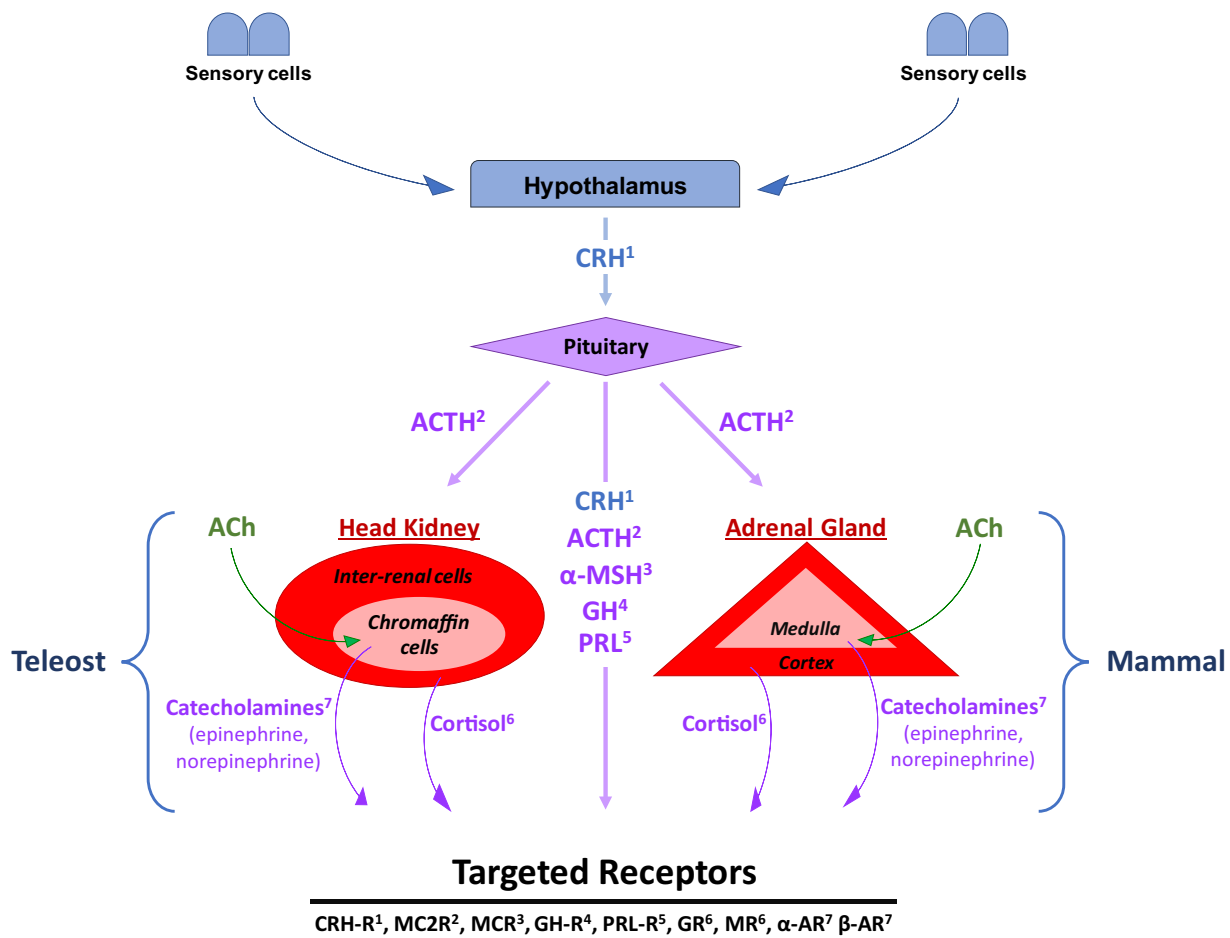 Sensory cells
Sensory cells
Hypothalamus
CRH¹
Pituitary
ACTH²
ACTH²
CRH¹
ACTH²
α-MSH³
GH⁴
PRL⁵
Teleost
ACh
Head Kidney
Inter-renal cells
Chromaffin
cells
Catecholamines⁷
(epinephrine,
norepinephrine)
Cortisol⁶
Adrenal Gland
ACh
Medulla
Cortex
Cortisol⁶
Catecholamines⁷
(epinephrine,
norepinephrine)
Mammal
Targeted Receptors
CRH-R¹, MC2R², MCR³, GH-R⁴, PRL-R⁵, GR⁶, MR⁶, α-AR⁷ β-AR⁷